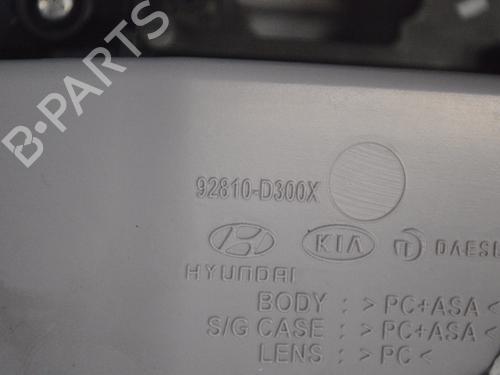 B-PARTS
92810-D300X
KIA
HYUNDAI
BODY : > PC+ASA <
S/G CASE : > PC+ASA <
LENS : > PC <